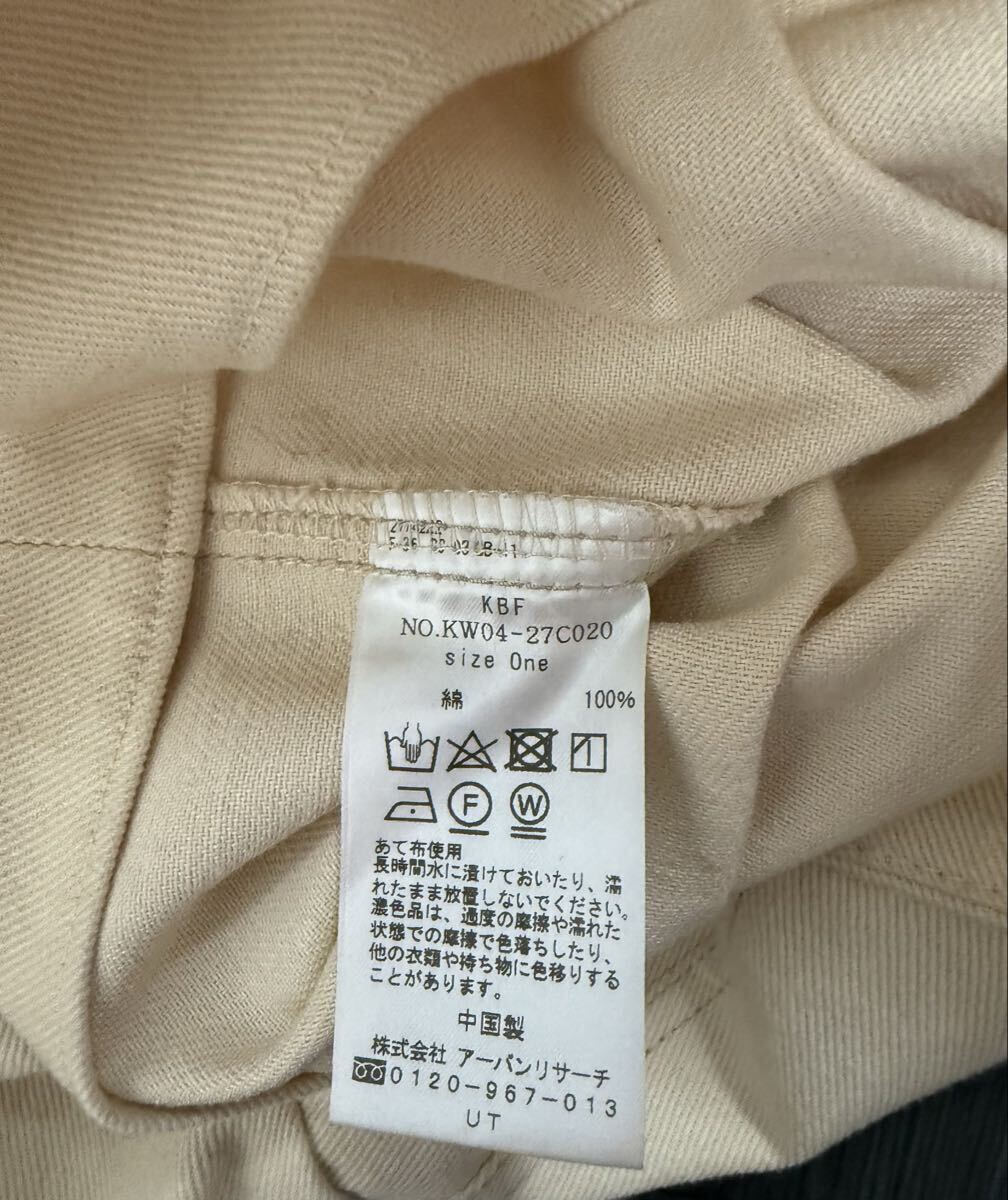 KBF
NO.KW04-27C020
size One
綿 100%
F W
あて布使用
長時間水に漬けておいたり、濡
れたまま放置しないでください。
濃色品は、過度の摩擦や濡れた
状態での摩擦で色落ちしたり、
他の衣類や持ち物に色移りする
ことがあります。
中国製
株式会社 アーバンリサーチ
0120-967-013
UT